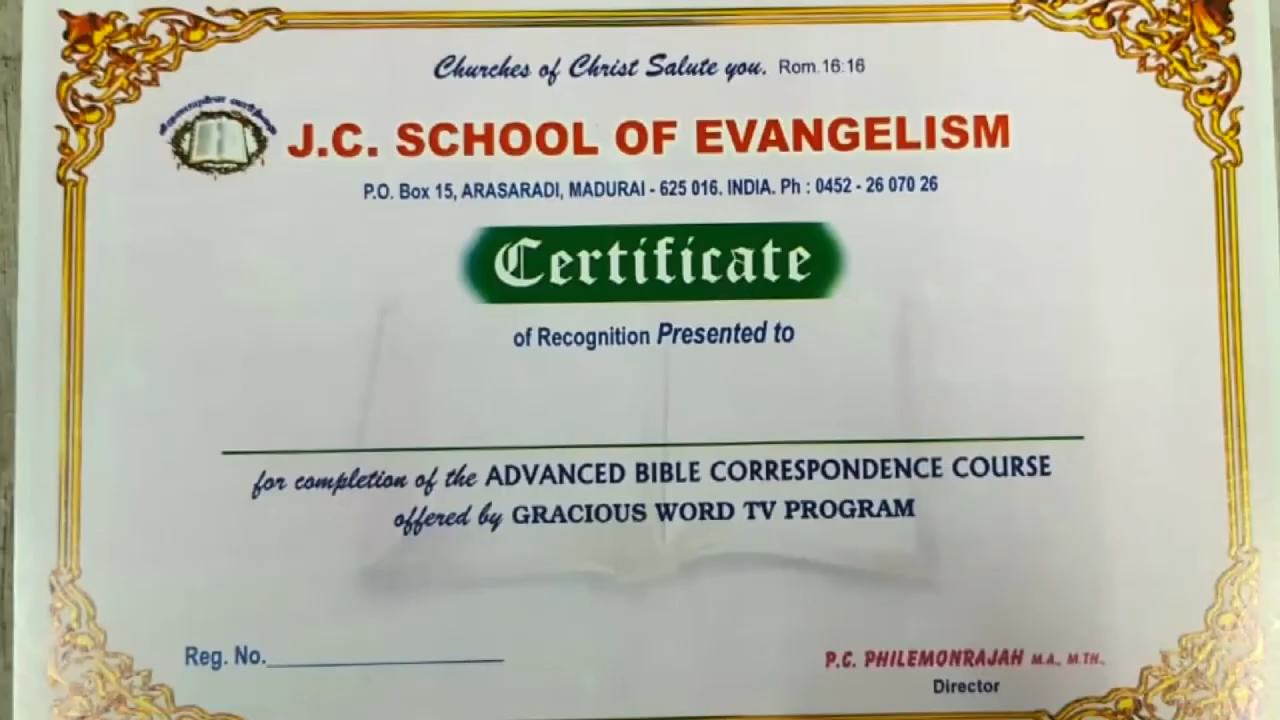 Churches of Christ Salute you. Rom.16:16
J.C. SCHOOL OF EVANGELISM
P.O. Box 15, ARASARADI, MADURAI - 625 016. INDIA. Ph : 0452 - 26 070 26
Certificate
of Recognition Presented to
for completion of the ADVANCED BIBLE CORRESPONDENCE COURSE
offered by GRACIOUS WORD TV PROGRAM
Reg. No.
P.C. PHILEMONRAJAH M.A., M.TH.,
Director